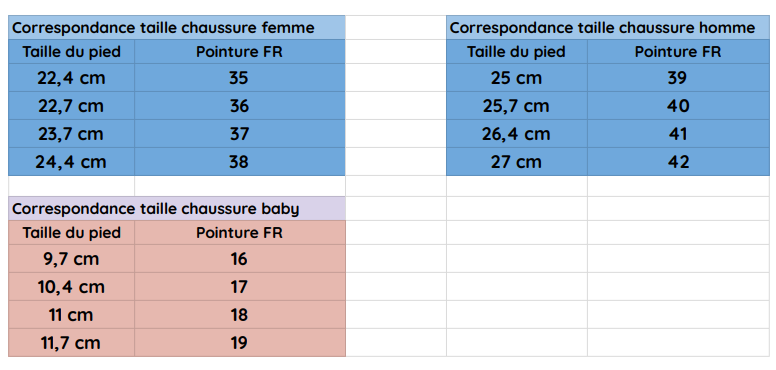 Correspondance taille chaussure femme
Taille du pied Pointure FR
22,4 cm 35
22,7 cm 36
23,7 cm 37
24,4 cm 38
Correspondance taille chaussure homme
Taille du pied Pointure FR
25 cm 39
25,7 cm 40
26,4 cm 41
27 cm 42
Correspondance taille chaussure baby
Taille du pied Pointure FR
9,7 cm 16
10,4 cm 17
11 cm 18
11,7 cm 19